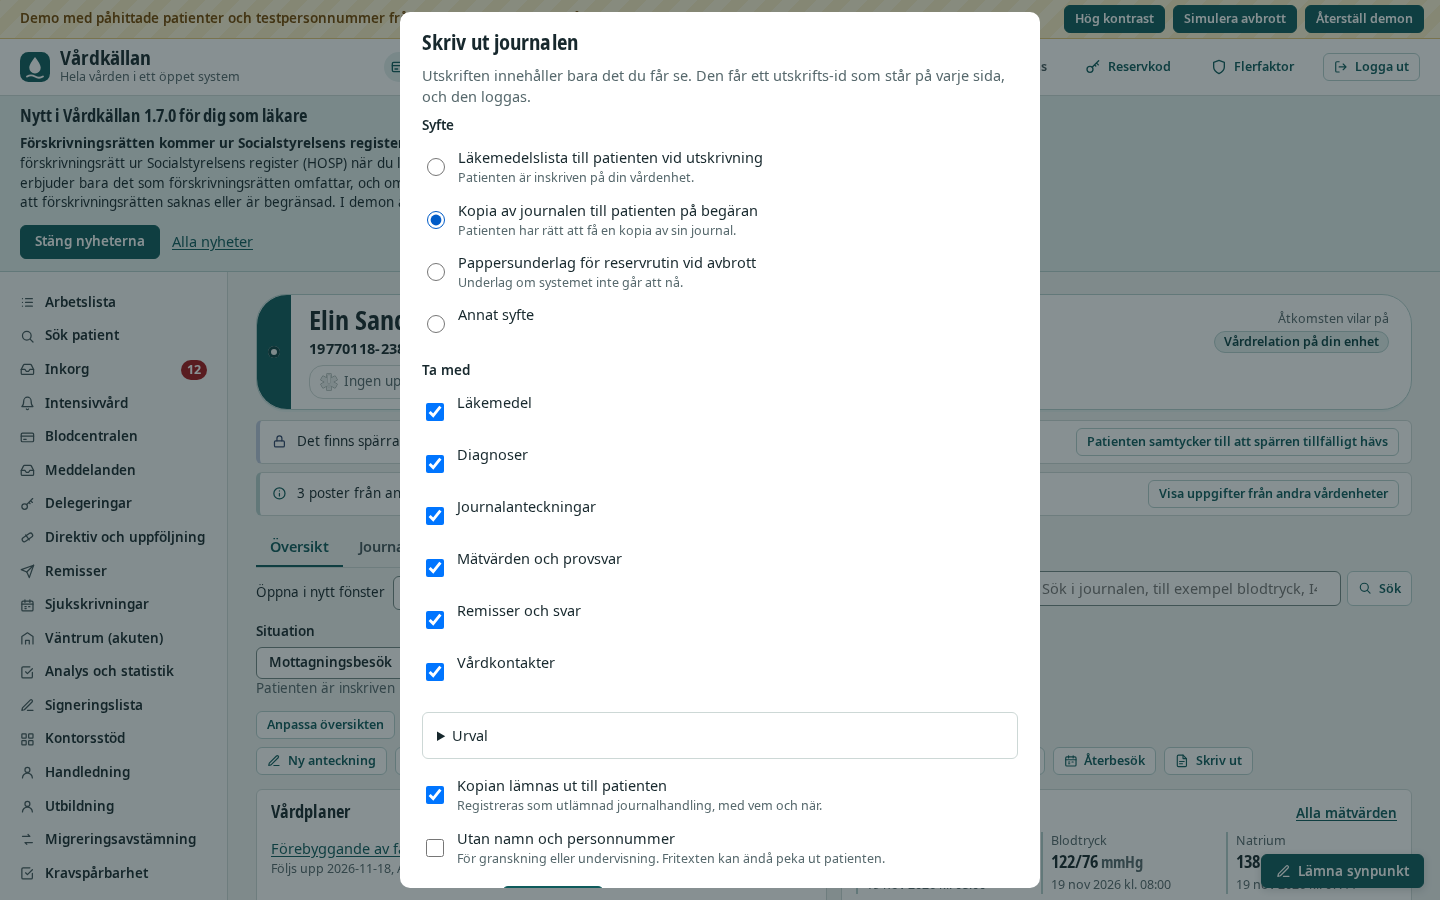 Demo med påhittade patienter och testpersonnummer
Hög kontrast
Simulera avbrott
Återställ demon
Vårdkällan
Hela vården i ett öppet system
Reservkod
Flerfaktor
Logga ut
Nytt i Vårdkällan 1.7.0 för dig som läkare
Förskrivningsrätten kommer ur Socialstyrelsens
förskrivningsrätt ur Socialstyrelsens register (HOSP) när du
erbjuder bara det som förskrivningsrätten omfattar, och
att förskrivningsrätten saknas eller är begränsad. I demon
Stäng nyheterna
Alla nyheter
Arbetslista
Sök patient
Inkorg
12
Intensivvård
Blodcentralen
Meddelanden
Delegeringar
Direktiv och uppföljning
Remisser
Sjukskrivningar
Väntrum (akuten)
Analys och statistik
Signeringslista
Kontorsstöd
Handledning
Utbildning
Migreringsavstämning
Kravspårbarhet
Elin
Ingen
Åtkomsten vilar på
Vårdrelation på din enhet
Det finns
Patienten samtycker till att spärren tillfälligt hävs
3 poster från
Visa uppgifter från andra vårdenheter
Översikt
Öppna i nytt fönster
Sök i journalen, till exempel blodtryck,
Sök
Situation
Mottagningsbesök
Patienten är inskriven
Anpassa översikten
Ny anteckning
Återbesök
Skriv ut
Vårdplaner
Förebyggande av
Följs upp 2026-11-18,
Alla mätvärden
Blodtryck
122/76 mmHg
19 nov 2026 kl. 08:00
Natrium
138
Lämna synpunkt
Skriv ut journalen
Utskriften innehåller bara det du får se. Den får ett utskrifts-id som står på varje sida,
och den loggas.
Syfte
Läkemedelslista till patienten vid utskrivning
Patienten är inskriven på din vårdenhet.
Kopia av journalen till patienten på begäran
Patienten har rätt att få en kopia av sin journal.
Pappersunderlag för reservrutin vid avbrott
Underlag om systemet inte går att nå.
Annat syfte
Ta med
Läkemedel
Diagnoser
Journalanteckningar
Mätvärden och provsvar
Remisser och svar
Vårdkontakter
Urval
Kopian lämnas ut till patienten
Registreras som utlämnad journalhandling, med vem och när.
Utan namn och personnummer
För granskning eller undervisning. Fritexten kan ändå peka ut patienten.